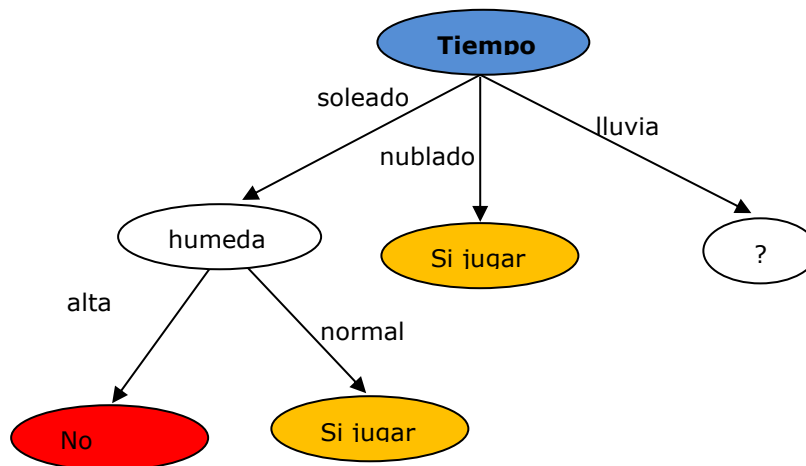 Tiempo
soleado
lluvia
nublado
humeda
Si jugar
?
alta
normal
No
Si jugar